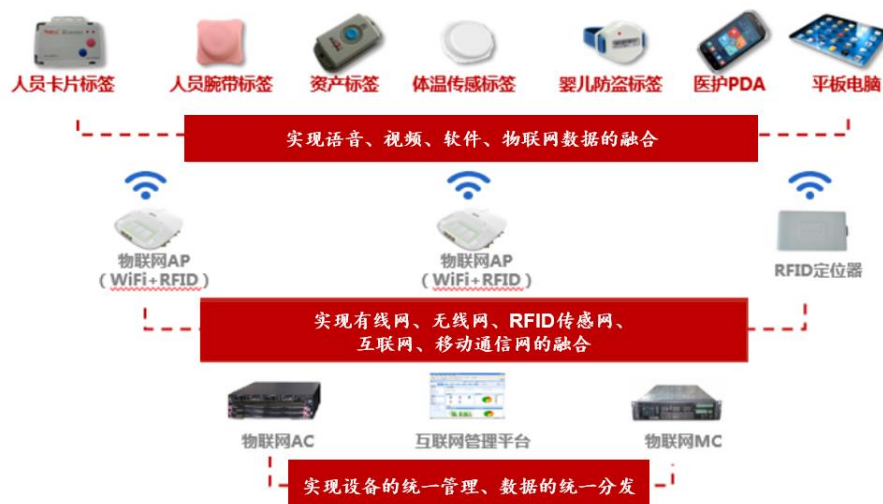 人员卡片标签 人员腕带标签 资产标签 体温传感标签 婴儿防盗标签 医护PDA 平板电脑
实现语音、视频、软件、物联网数据的融合
物联网AP 物联网AP RFID定位器
（WiFi+RFID） （WiFi+RFID）
实现有线网、无线网、RFID传感网、
互联网、移动通信网的融合
物联网AC 互联网管理平台 物联网MC
实现设备的统一管理、数据的统一分发